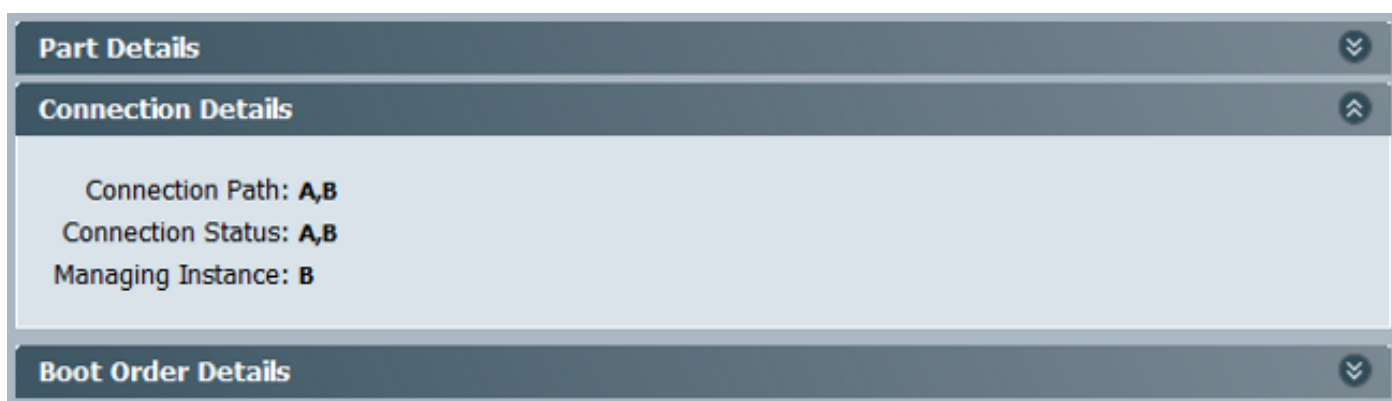 Part Details
Connection Details
Connection Path: A,B
Connection Status: A,B
Managing Instance: B
Boot Order Details